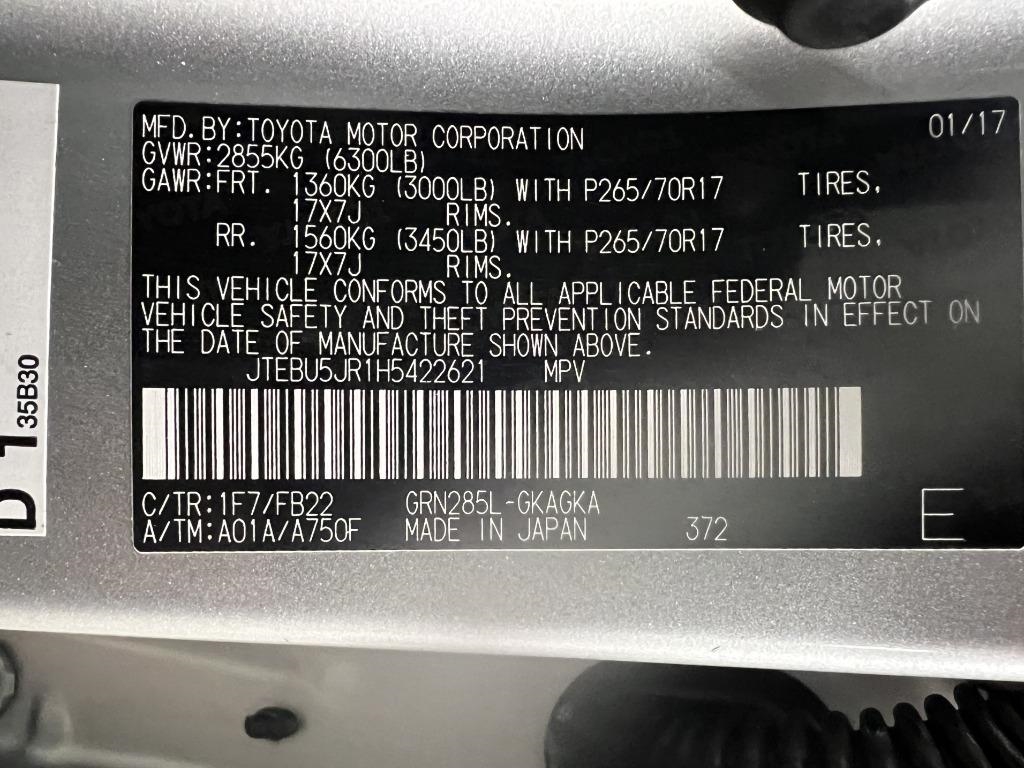 MFD.BY:TOYOTA MOTOR CORPORATION 01/17
GVWR:2855KG (6300LB)
GAWR:FRT. 1360KG (3000LB) WITH P265/70R17 TIRES,
17X7J RIMS.
RR. 1560KG (3450LB) WITH P265/70R17 TIRES,
17X7J RIMS.
THIS VEHICLE CONFORMS TO ALL APPLICABLE FEDERAL MOTOR
VEHICLE SAFETY AND THEFT PREVENTION STANDARDS IN EFFECT ON
THE DATE OF MANUFACTURE SHOWN ABOVE.
JTEBU5JR1H5422621 MPV
C/TR:1F7/FB22 GRN285L-GKAGKA
A/TM:A01A/A750F MADE IN JAPAN 372 E
35B30